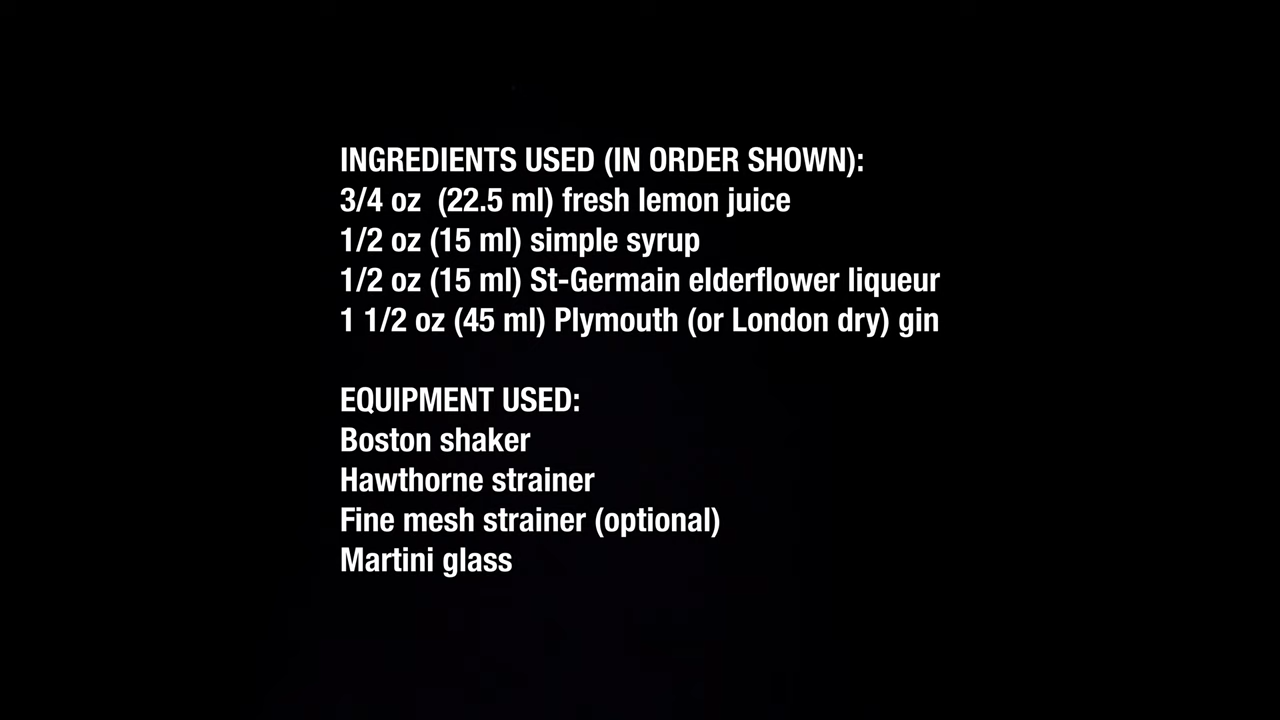 INGREDIENTS USED (IN ORDER SHOWN):
3/4 oz  (22.5 ml) fresh lemon juice
1/2 oz (15 ml) simple syrup
1/2 oz (15 ml) St-Germain elderflower liqueur
1 1/2 oz (45 ml) Plymouth (or London dry) gin
EQUIPMENT USED:
Boston shaker
Hawthorne strainer
Fine mesh strainer (optional)
Martini glass